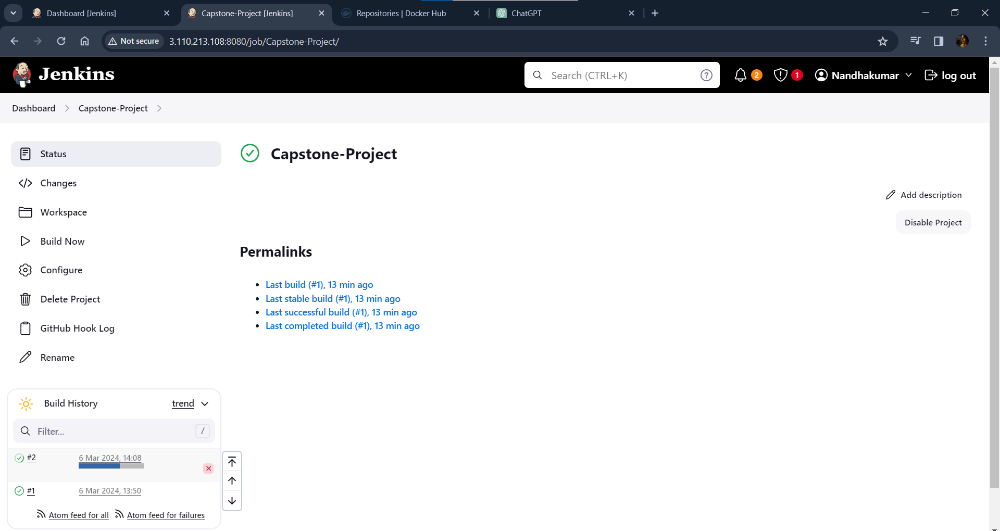 Dashboard [Jenkins]
Capstone-Project [Jenkins]
Repositories | Docker Hub
ChatGPT
Not secure
3.110.213.108:8080/job/Capstone-Project/
Jenkins
Search (CTRL+K)
?
2
1
Nandhakumar
log out
Dashboard
Capstone-Project
Status
Changes
Workspace
Build Now
Configure
Delete Project
GitHub Hook Log
Rename
Capstone-Project
Add description
Disable Project
Permalinks
Last build (#1), 13 min ago
Last stable build (#1), 13 min ago
Last successful build (#1), 13 min ago
Last completed build (#1), 13 min ago
Build History
trend
Filter...
/
#2
6 Mar 2024, 14:08
#1
6 Mar 2024, 13:50
Atom feed for all
Atom feed for failures